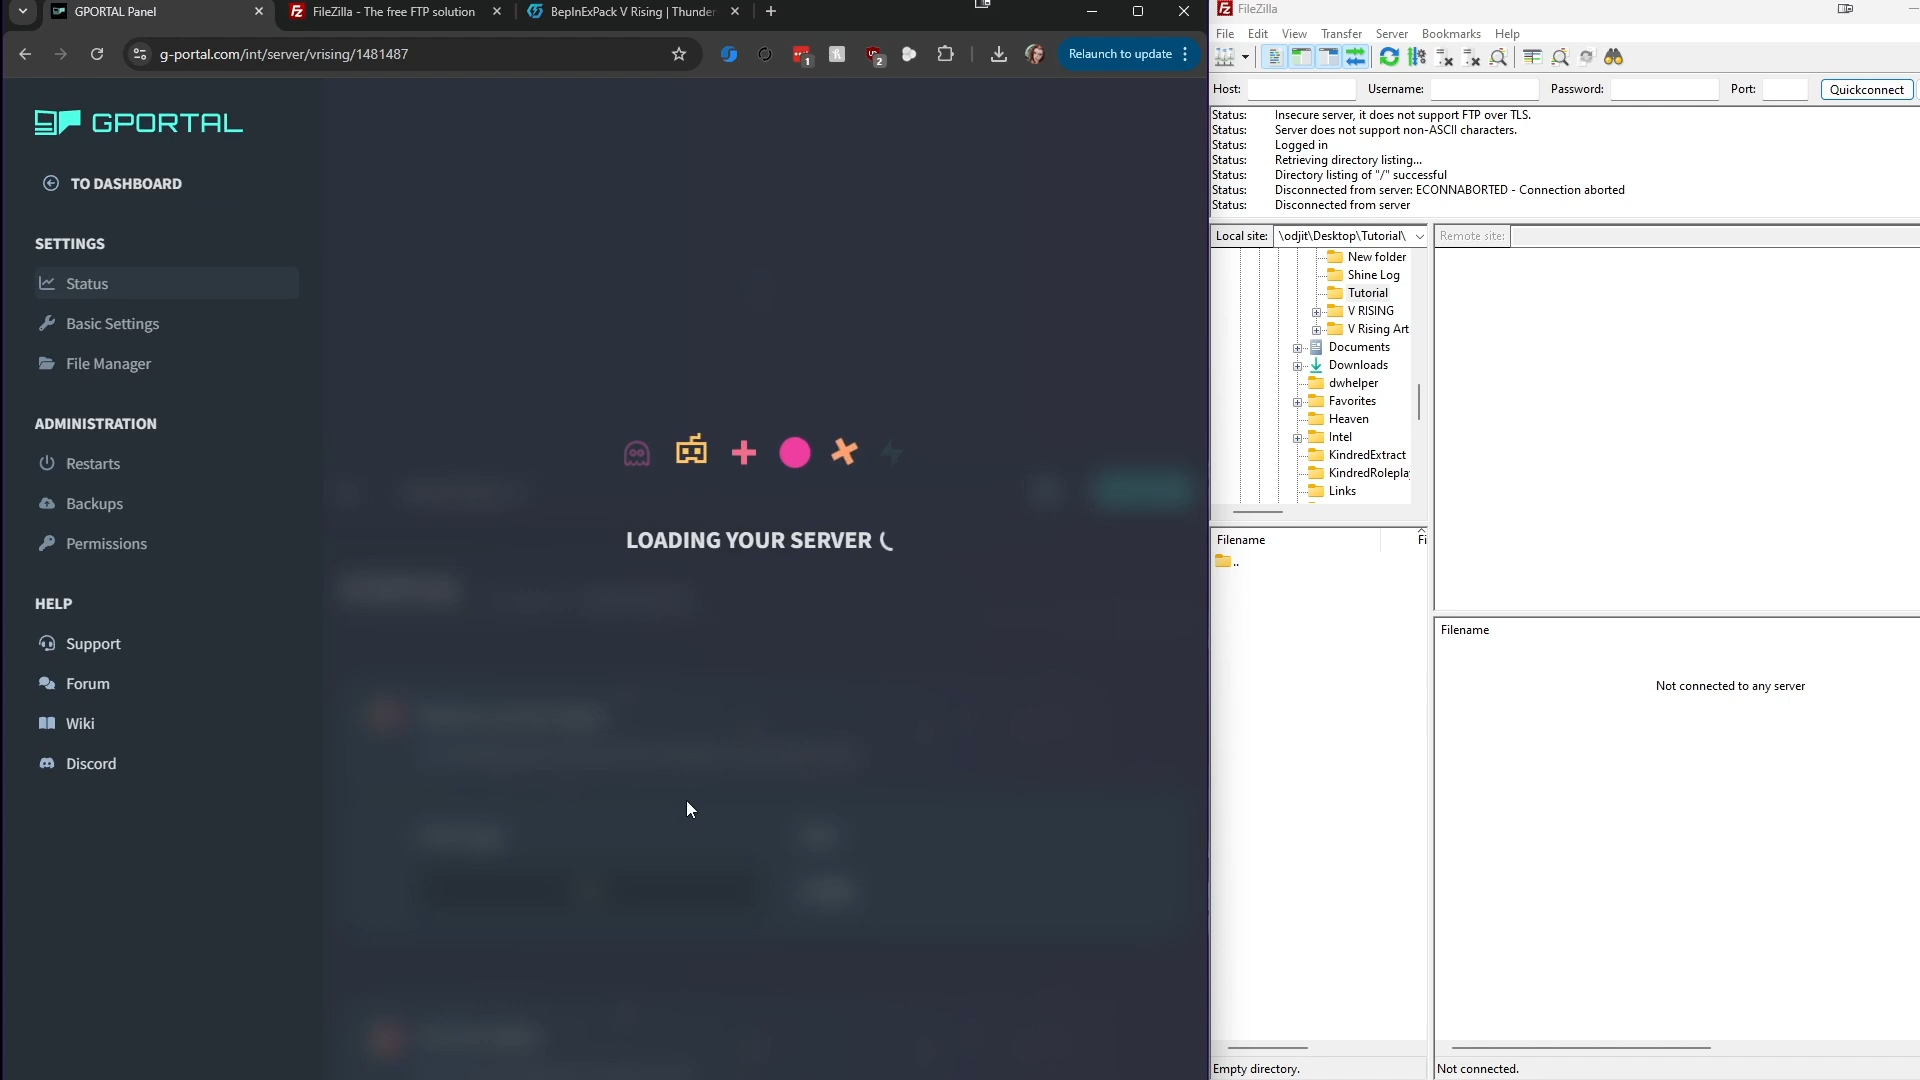 GPORTAL Panel
FileZilla - The free FTP solution
BepInExPack V Rising | Thunder
g-portal.com/int/server/vrising/1481487
1
2
Relaunch to update
GPORTAL
TO DASHBOARD
SETTINGS
Status
Basic Settings
File Manager
ADMINISTRATION
Restarts
Backups
Permissions
HELP
Support
Forum
Wiki
Discord
LOADING YOUR SERVER
FileZilla
File Edit View Transfer Server Bookmarks Help
Host: Username: Password: Port: Quickconnect
Status: Insecure server, it does not support FTP over TLS.
Status: Server does not support non-ASCII characters.
Status: Logged in
Status: Retrieving directory listing...
Status: Directory listing of "/" successful
Status: Disconnected from server: ECONNABORTED - Connection aborted
Status: Disconnected from server
Local site: \odjit\Desktop\Tutorial\
New folder
Shine Log
Tutorial
V RISING
V Rising Art
Documents
Downloads
dwhelper
Favorites
Heaven
Intel
KindredExtract
KindredRolepla
Links
Filename Fi
..
Empty directory.
Remote site:
Filename
Not connected to any server
Not connected.